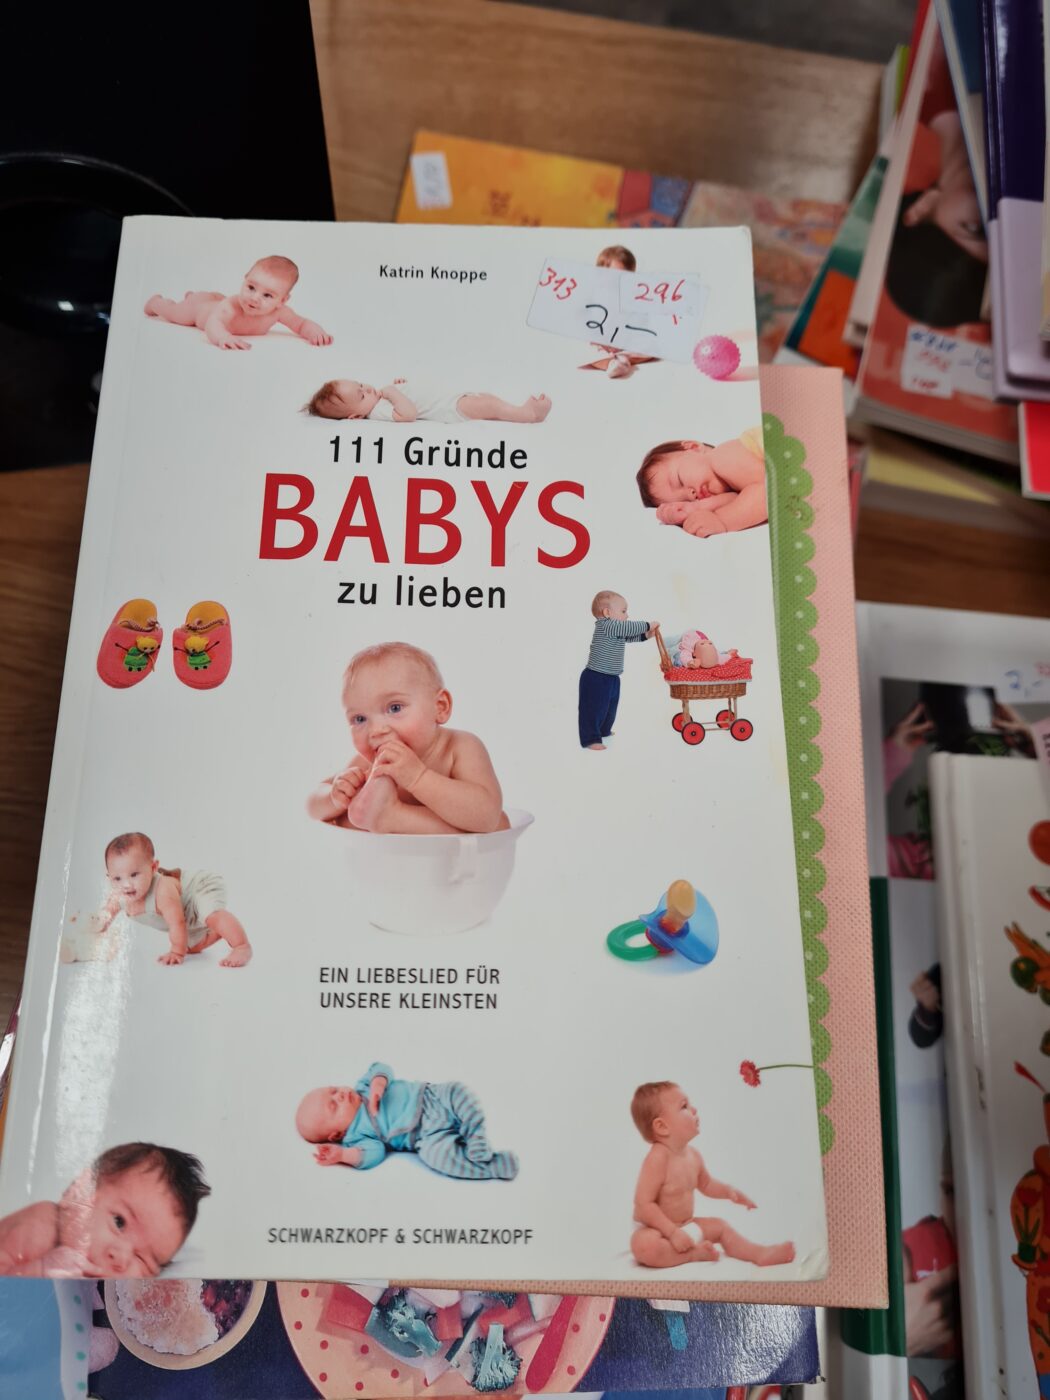 Katrin Knoppe
313
296
2,–
111 Gründe
BABYS
zu lieben
EIN LIEBESLIED FÜR
UNSERE KLEINSTEN
SCHWARZKOPF & SCHWARZKOPF